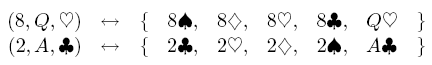 (8, Q, ♡) ↔ { 8♠, 8♢, 8♡, 8♣, Q♡ }
(2, A, ♣) ↔ { 2♣, 2♡, 2♢, 2♠, A♣ }